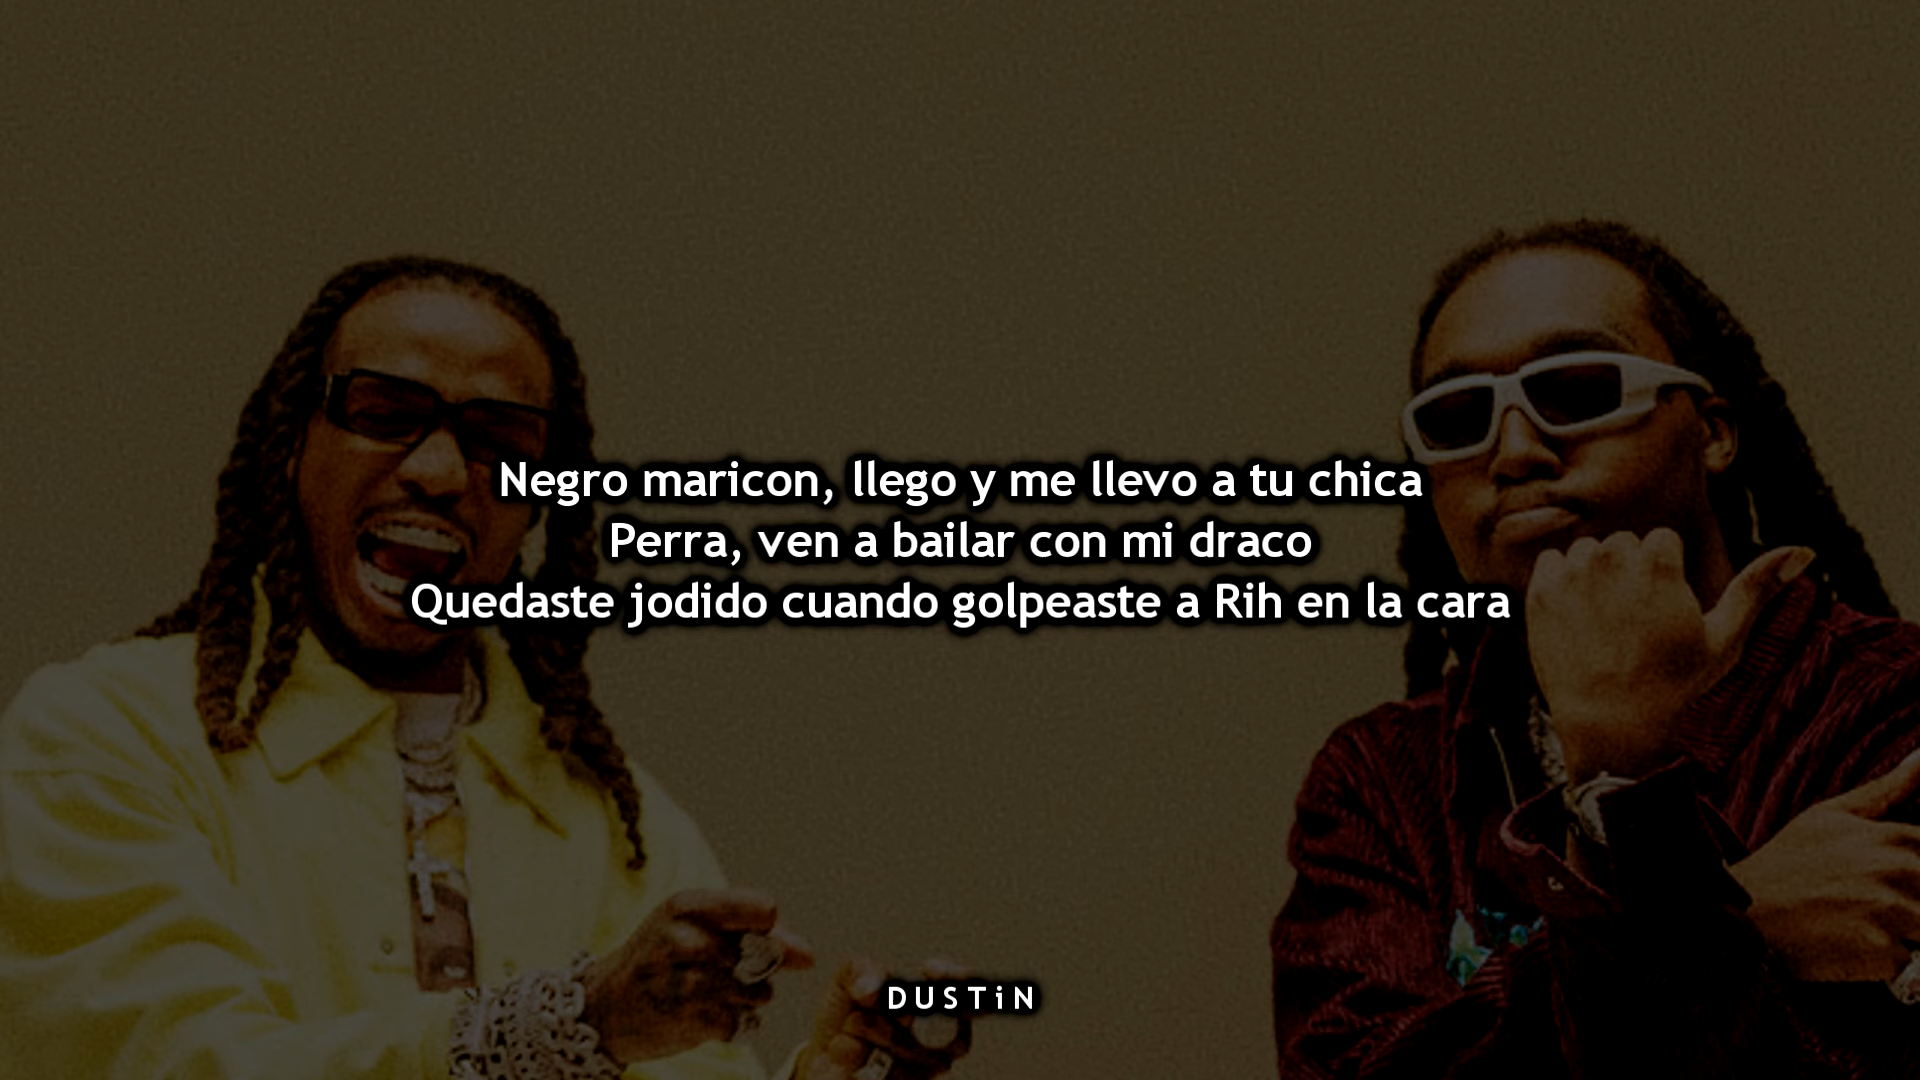 Negro maricon, llego y me llevo a tu chica
Perra, ven a bailar con mi draco
Quedaste jodido cuando golpeaste a Rih en la cara
DUSTiN